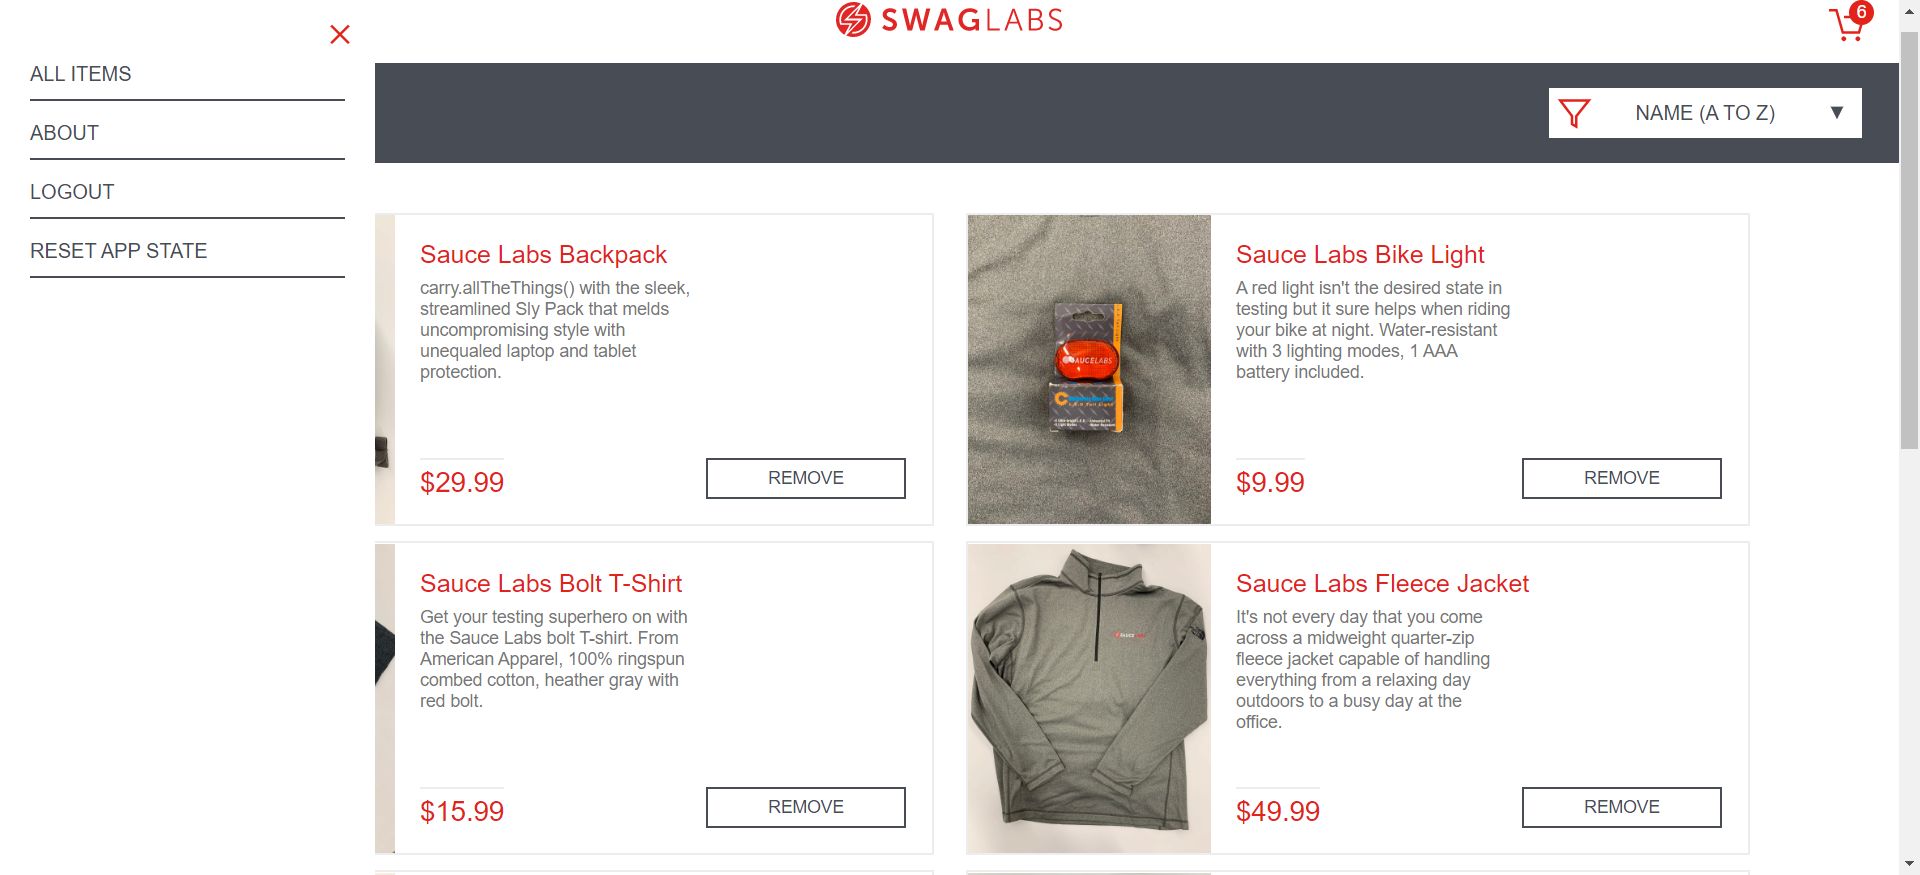 SWAGLABS
6
ALL ITEMS
ABOUT
LOGOUT
RESET APP STATE
NAME (A TO Z)
Sauce Labs Backpack
carry.allTheThings() with the sleek,
streamlined Sly Pack that melds
uncompromising style with
unequaled laptop and tablet
protection.
$29.99
REMOVE
SAUCELABS
Sauce Labs Bike Light
A red light isn't the desired state in
testing but it sure helps when riding
your bike at night. Water-resistant
with 3 lighting modes, 1 AAA
battery included.
$9.99
REMOVE
Sauce Labs Bolt T-Shirt
Get your testing superhero on with
the Sauce Labs bolt T-shirt. From
American Apparel, 100% ringspun
combed cotton, heather gray with
red bolt.
$15.99
REMOVE
SAUCELABS
Sauce Labs Fleece Jacket
It's not every day that you come
across a midweight quarter-zip
fleece jacket capable of handling
everything from a relaxing day
outdoors to a busy day at the
office.
$49.99
REMOVE